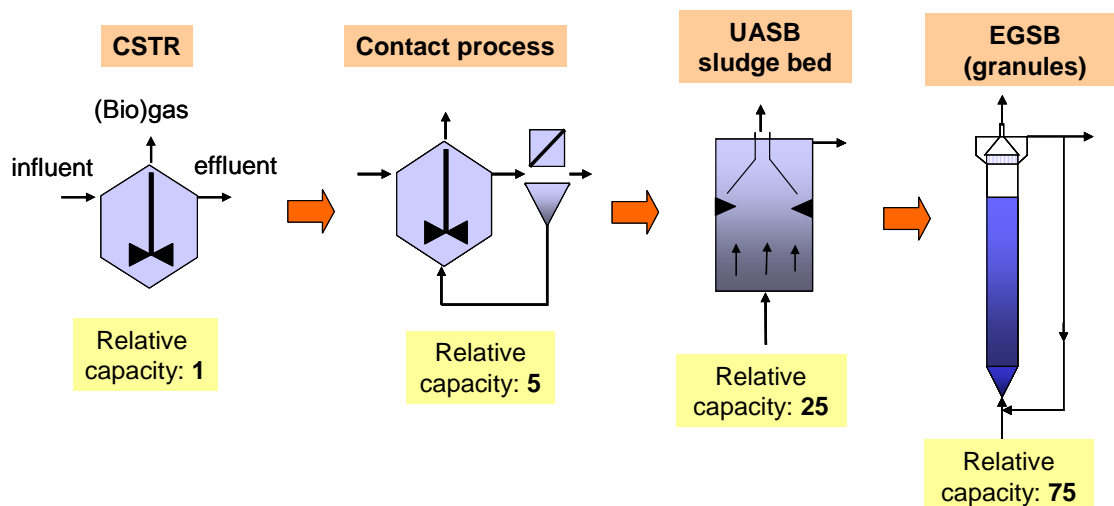 CSTR
(Bio)gas
influent
effluent
Relative
capacity: 1
Contact process
Relative
capacity: 5
UASB
sludge bed
Relative
capacity: 25
EGSB
(granules)
Relative
capacity: 75